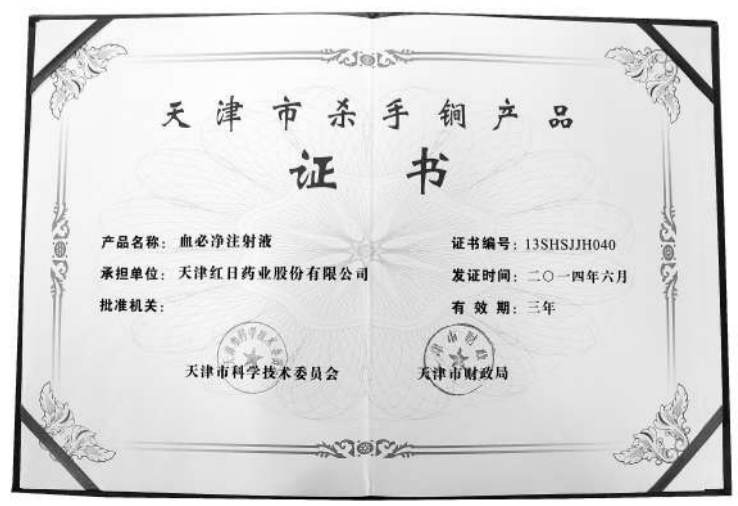 天津市杀手锏产品
证书
产品名称：血必净注射液
承担单位：天津红日药业股份有限公司
批准机关：
天津市科学技术委员会
证书编号：13SHSJJH040
发证时间：二〇一四年六月
有效期：三年
天津市财政局